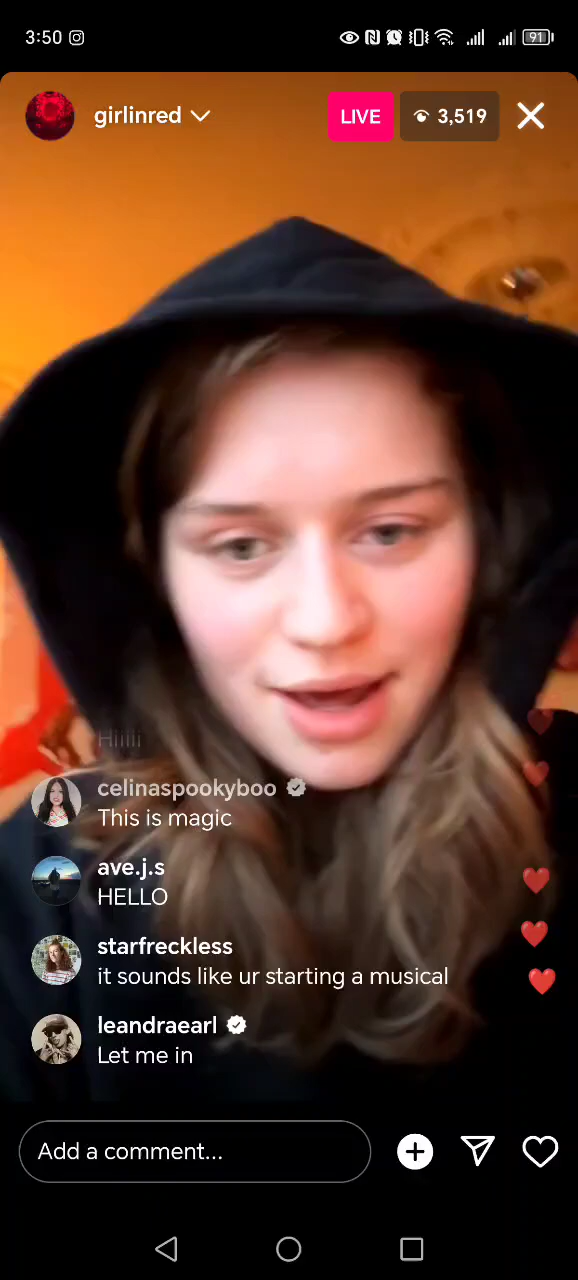 3:50
91
girlinred
LIVE
3,519
Hiiiii
celinaspookyboo
This is magic
ave.j.s
HELLO
starfreckless
it sounds like ur starting a musical
leandraearl
Let me in
Add a comment...